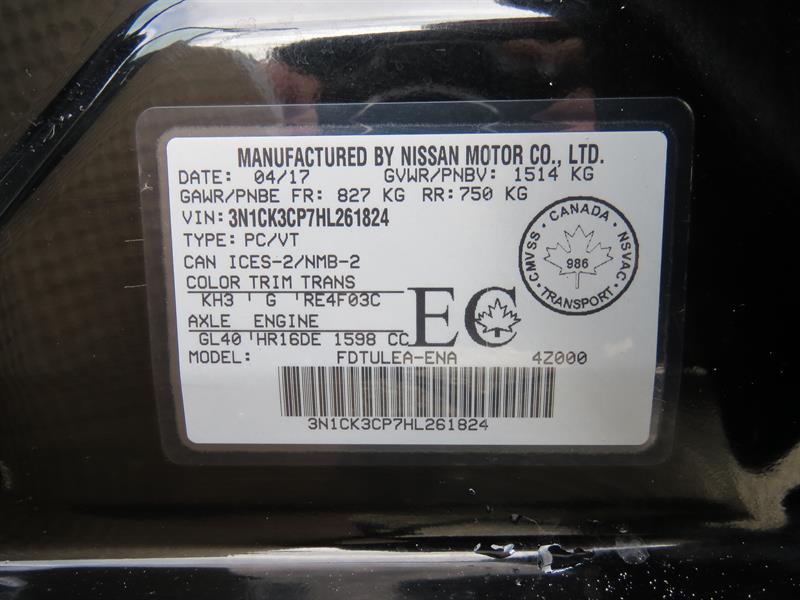 MANUFACTURED BY NISSAN MOTOR CO., LTD.
DATE: 04/17 GVWR/PNBV: 1514 KG
GAWR/PNBE FR: 827 KG RR: 750 KG
VIN: 3N1CK3CP7HL261824
TYPE: PC/VT
CAN ICES-2/NMB-2
COLOR TRIM TRANS
KH3 ' G 'RE4F03C
AXLE ENGINE
GL40 'HR16DE 1598 CC
MODEL: FDTULEA-ENA 4Z000
3N1CK3CP7HL261824
EC
CANADA
CMVSS NSVAC
986
TRANSPORT